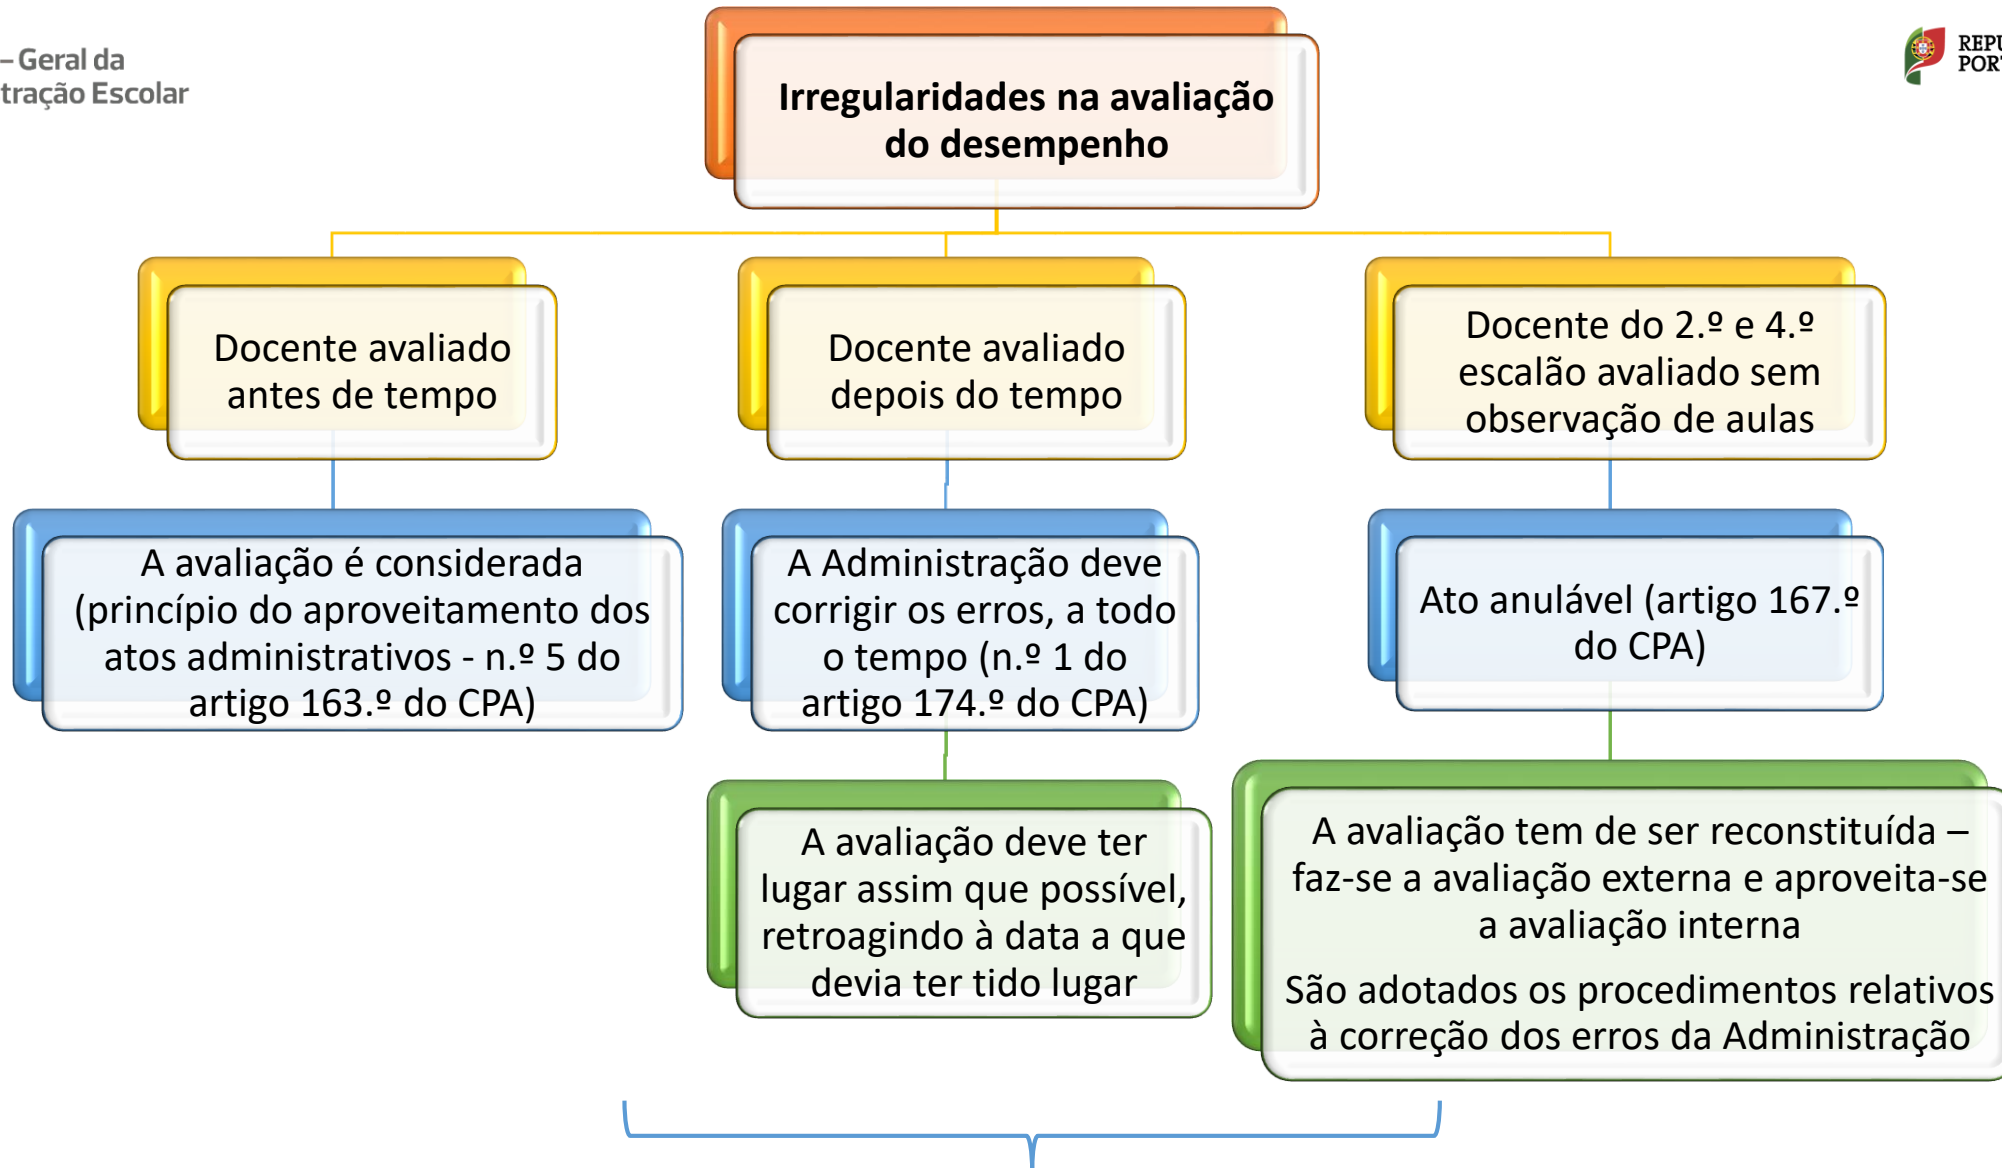 – Geral da
tração Escolar
REPU
PORT
Irregularidades na avaliação
do desempenho
Docente avaliado
antes de tempo
Docente avaliado
depois do tempo
Docente do 2.º e 4.º
escalão avaliado sem
observação de aulas
A avaliação é considerada
(princípio do aproveitamento dos
atos administrativos - n.º 5 do
artigo 163.º do CPA)
A Administração deve
corrigir os erros, a todo
o tempo (n.º 1 do
artigo 174.º do CPA)
Ato anulável (artigo 167.º
do CPA)
A avaliação deve ter
lugar assim que possível,
retroagindo à data a que
devia ter tido lugar
A avaliação tem de ser reconstituída –
faz-se a avaliação externa e aproveita-se
a avaliação interna
São adotados os procedimentos relativos
à correção dos erros da Administração